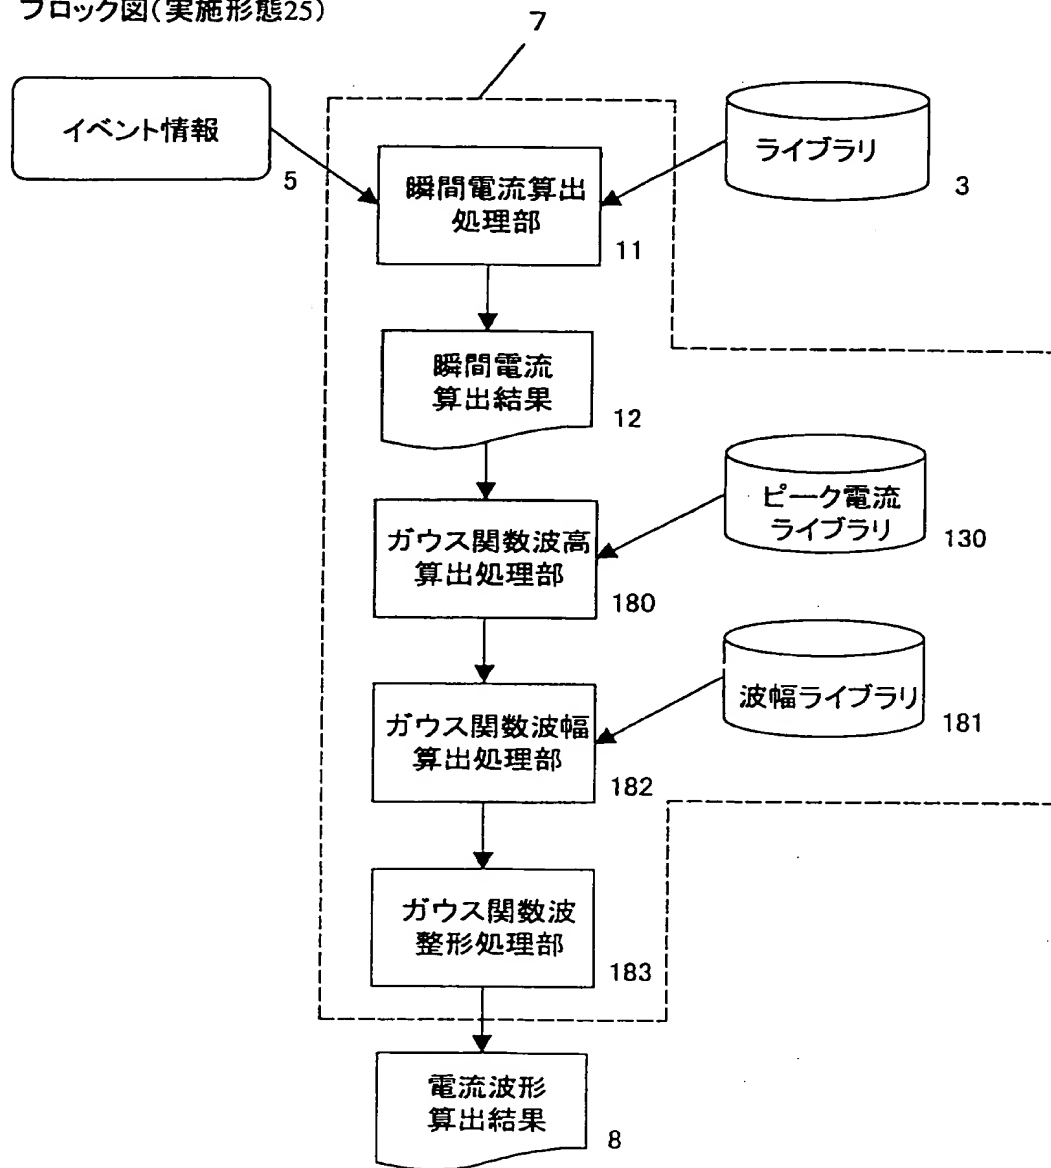 ブロック図(実施形態25)
7
イベント情報
5
ライブラリ
3
瞬間電流算出
処理部
11
瞬間電流
算出結果
12
ピーク電流
ライブラリ
130
ガウス関数波高
算出処理部
180
波幅ライブラリ
181
ガウス関数波幅
算出処理部
182
ガウス関数波
整形処理部
183
電流波形
算出結果
8